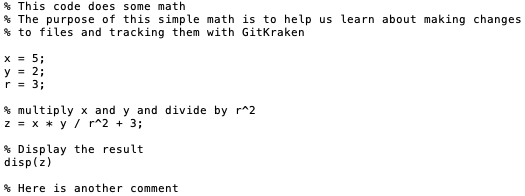 % This code does some math
% The purpose of this simple math is to help us learn about making changes
% to files and tracking them with GitKraken
x = 5;
y = 2;
r = 3;
% multiply x and y and divide by r^2
z = x * y / r^2 + 3;
% Display the result
disp(z)
% Here is another comment